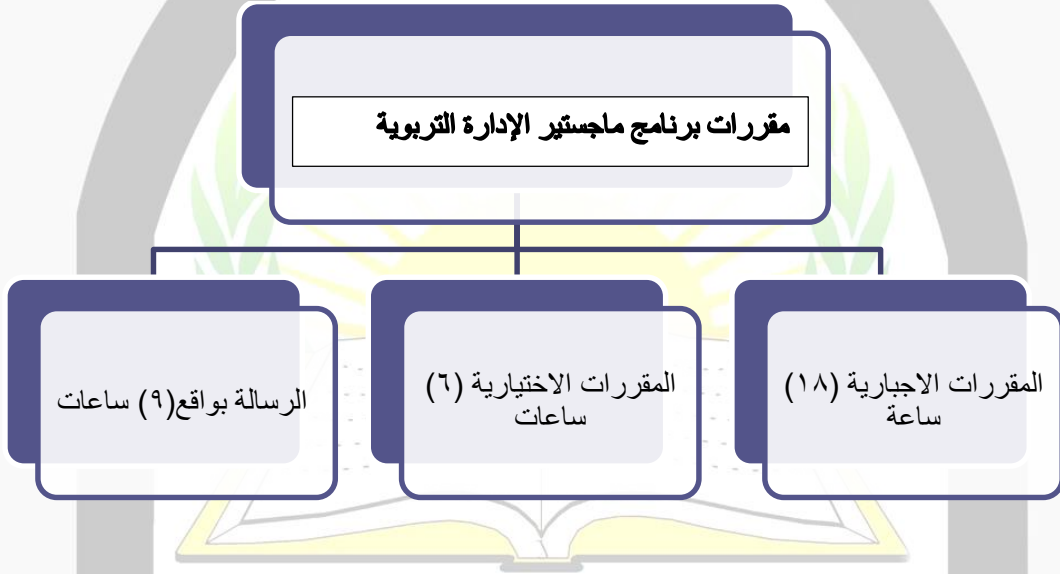 مقررات برنامج ماجستير الإدارة التربوية
المقررات الاجبارية (١٨)
ساعة
المقررات الاختيارية (٦)
ساعات
الرسالة بواقع(٩) ساعات